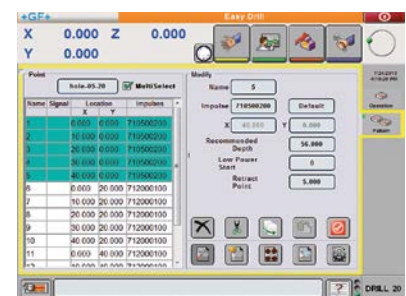 +GF+ Easy Drill
X 0.000 Z 0.000
Y 0.000
Point
hole-05-20 MultiSelect
Name Signal Location Impulses
X Y
1 0.000 0.000 710500200
2 10.000 0.000 710500200
3 20.000 0.000 710500200
4 30.000 0.000 710500200
5 40.000 0.000 710500200
6 0.000 20.000 712000100
7 10.000 20.000 712000100
8 20.000 20.000 712000100
9 30.000 20.000 712000100
10 40.000 20.000 712000100
11 0.000 40.000 712000100
Modify
Name 5
Impulse 710500200 Default
X 40.000 Y 0.000
Recommended Depth 56.000
Low Power Start 0
Retract Point 5.000
Operation
Pattern
? DRILL 20